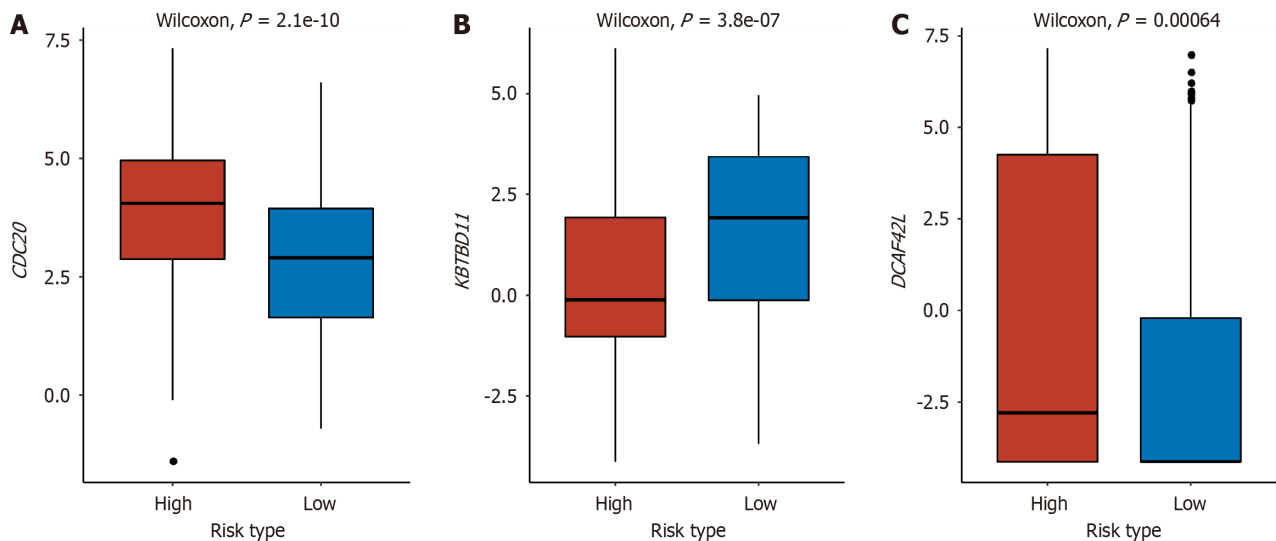 A
Wilcoxon, P = 2.1e-10
7.5
5.0
2.5
0.0
CDC20
High
Low
Risk type
B
Wilcoxon, P = 3.8e-07
5.0
2.5
0.0
-2.5
KBTBD11
High
Low
Risk type
C
Wilcoxon, P = 0.00064
7.5
5.0
2.5
0.0
-2.5
DCAF42L
High
Low
Risk type